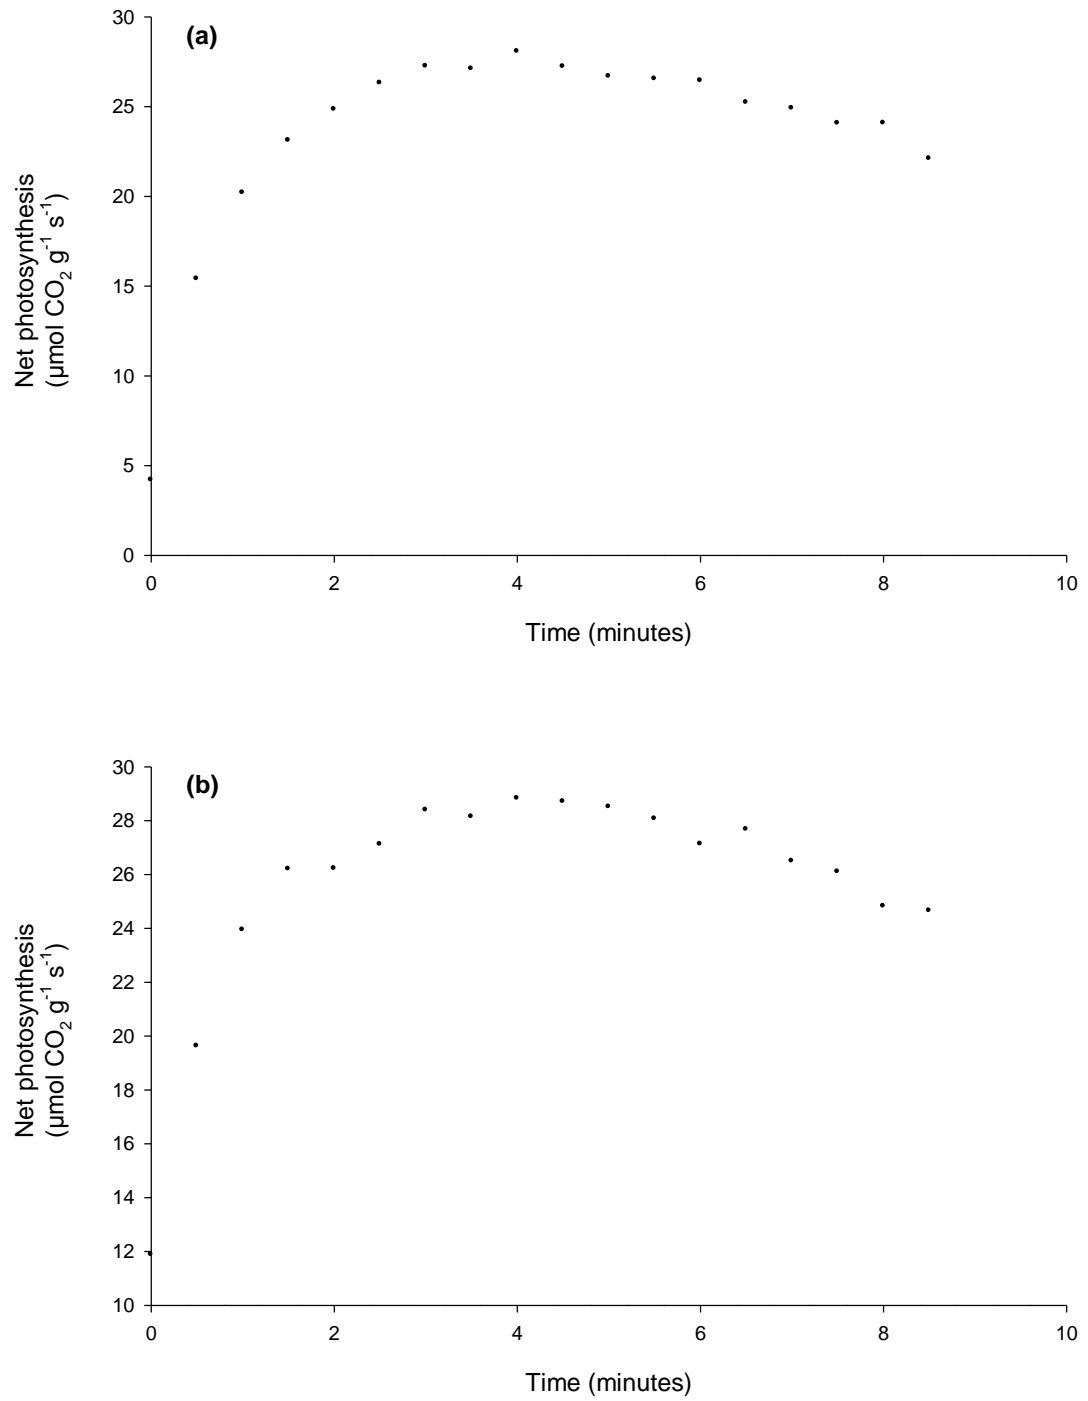 (a)
30
25
20
15
10
5
0
Net photosynthesis
(µmol CO₂ g⁻¹ s⁻¹)
0 2 4 6 8 10
Time (minutes)
(b)
30
28
26
24
22
20
18
16
14
12
10
Net photosynthesis
(µmol CO₂ g⁻¹ s⁻¹)
0 2 4 6 8 10
Time (minutes)